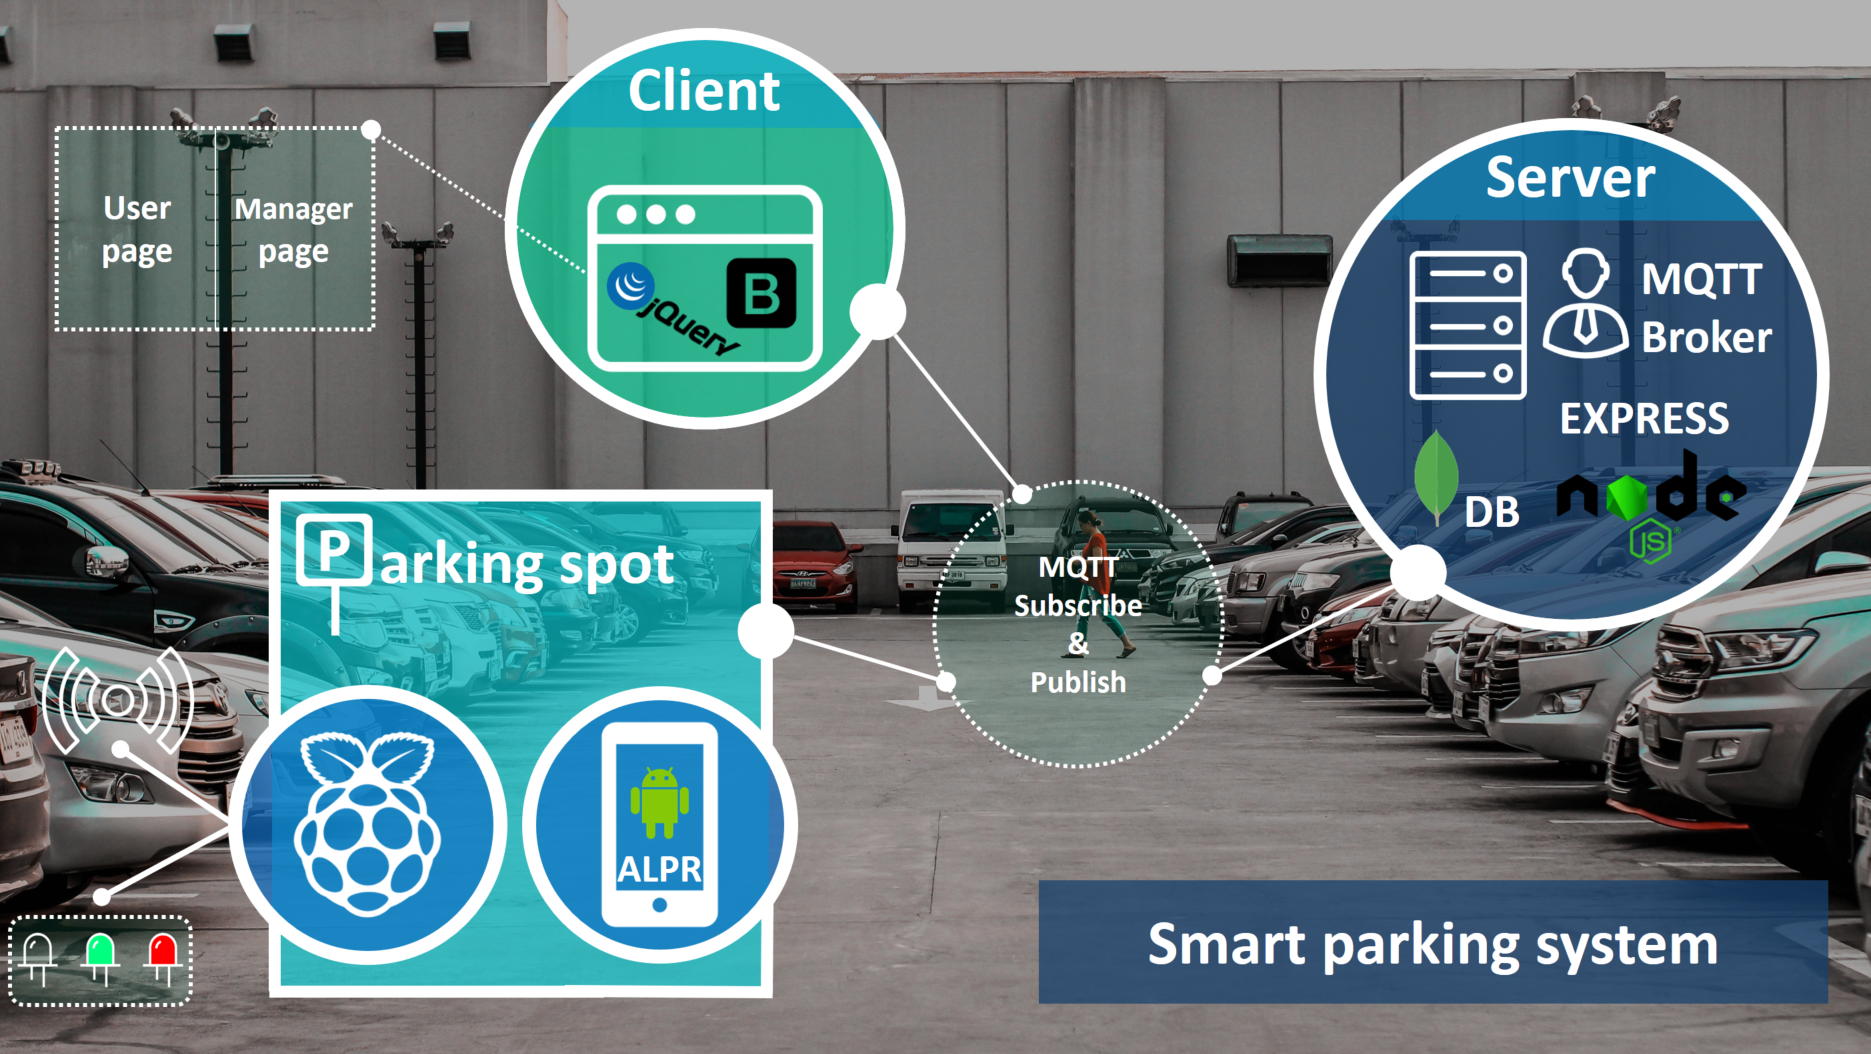 Client
User
page
Manager
page
jQuery
B
Server
MQTT
Broker
EXPRESS
DB
node
JS
Parking spot
MQTT
Subscribe
&
Publish
ALPR
Smart parking system